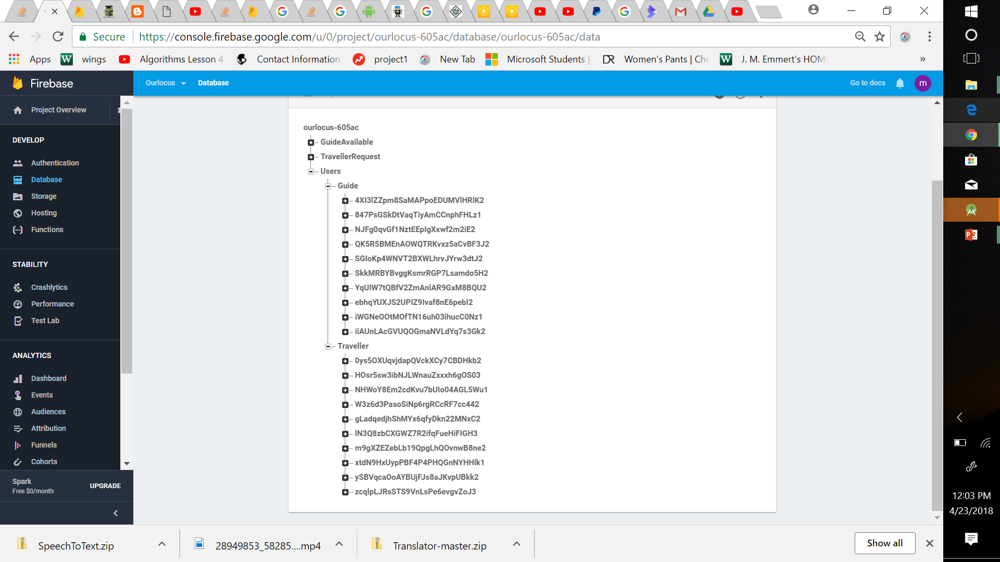 Secure https://console.firebase.google.com/u/0/project/ourlocus-605ac/database/ourlocus-605ac/data
Apps wings Algorithms Lesson 4 Contact Information project1 New Tab Microsoft Students | Women's Pants | Che J. M. Emmert's HOM »
Firebase
Ourlocus Database Go to docs m
Project Overview
DEVELOP
Authentication
Database
Storage
Hosting
Functions
STABILITY
Crashlytics
Performance
Test Lab
ANALYTICS
Dashboard
Events
Audiences
Attribution
Funnels
Cohorts
Spark
Free $0/month
UPGRADE
ourlocus-605ac
GuideAvailable
TravellerRequest
Users
Guide
4XI3lZZpm8SaMAPpoEDUMVlHRlK2
847PsGSkDtVaqTiyAmCCnphFHLz1
NJFg0qvGf1NztEEpIgXxwf2m2iE2
QK5R5BMEnAOWQTRKvxz5aCvBF3J2
SGIoKp4WNVT2BXWLhrvJYrw3dtJ2
SkkMRBYBvggKsmrRGP7Lsamdo5H2
YqUIW7tQBfV2ZmAnlAR9GxM8BQU2
ebhqYUXJS2UPIZ9Ivaf8nE6pebI2
iWGNeOOtMOfTN16uh03ihucC0Nz1
iiAUnLAcGVUQOGmaNVLdYq7s3Gk2
Traveller
0ys5OXUqvjdapQVckXCy7CBDHkb2
HOsr5sw3ibNJLWnauZxxxh6gOS03
NHWoY8Em2cdKvu7bUIo04AGL5Wu1
W3z6d3PasoSiNp6rgRCcRF7cc442
gLadqedjhShMYx6qfyDkn22MNxC2
lN3Q8zbCXGWZ7R2ifqFueHiFIGH3
m9gXZEZebLb19QpgLhQOvnwB8ne2
xtdN9HxUypPBF4P4PHQGnNYHHlk1
ySBVqcaOoAYBUjFJs8aJKvpUBkk2
zcqlpLJRsSTS9VnLsPe6evgvZoJ3
SpeechToText.zip
28949853_58285....mp4
Translator-master.zip
Show all
12:03 PM
4/23/2018